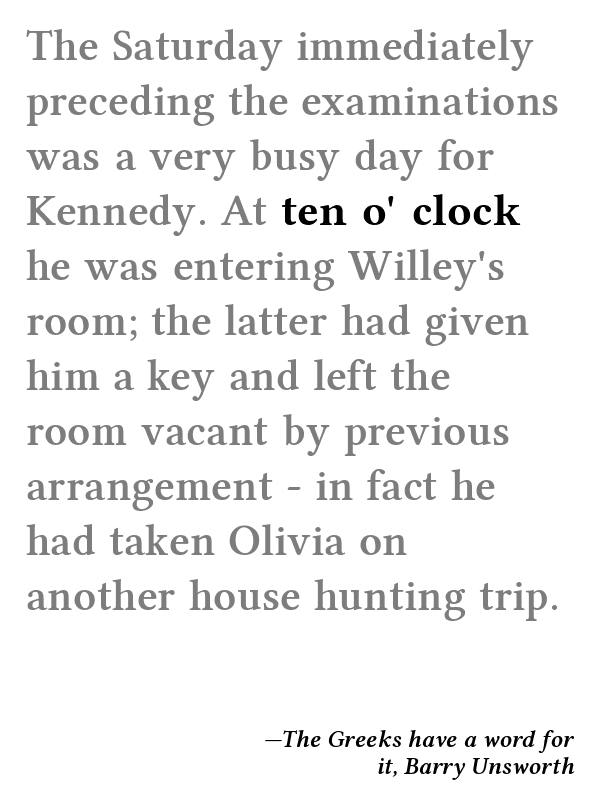 The Saturday immediately
preceding the examinations
was a very busy day for
Kennedy. At ten o' clock
he was entering Willey's
room; the latter had given
him a key and left the
room vacant by previous
arrangement - in fact he
had taken Olivia on
another house hunting trip.
—The Greeks have a word for
it, Barry Unsworth